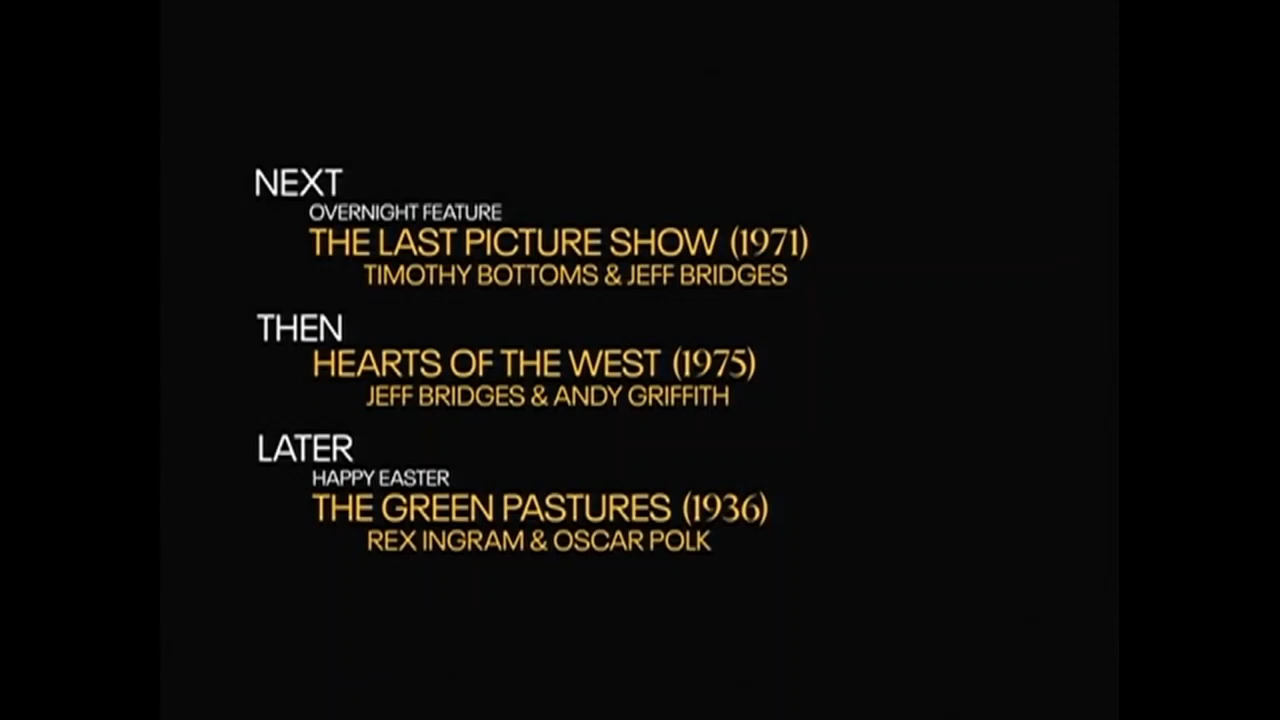 NEXT
OVERNIGHT FEATURE
THE LAST PICTURE SHOW (1971)
TIMOTHY BOTTOMS & JEFF BRIDGES
THEN
HEARTS OF THE WEST (1975)
JEFF BRIDGES & ANDY GRIFFITH
LATER
HAPPY EASTER
THE GREEN PASTURES (1936)
REX INGRAM & OSCAR POLK